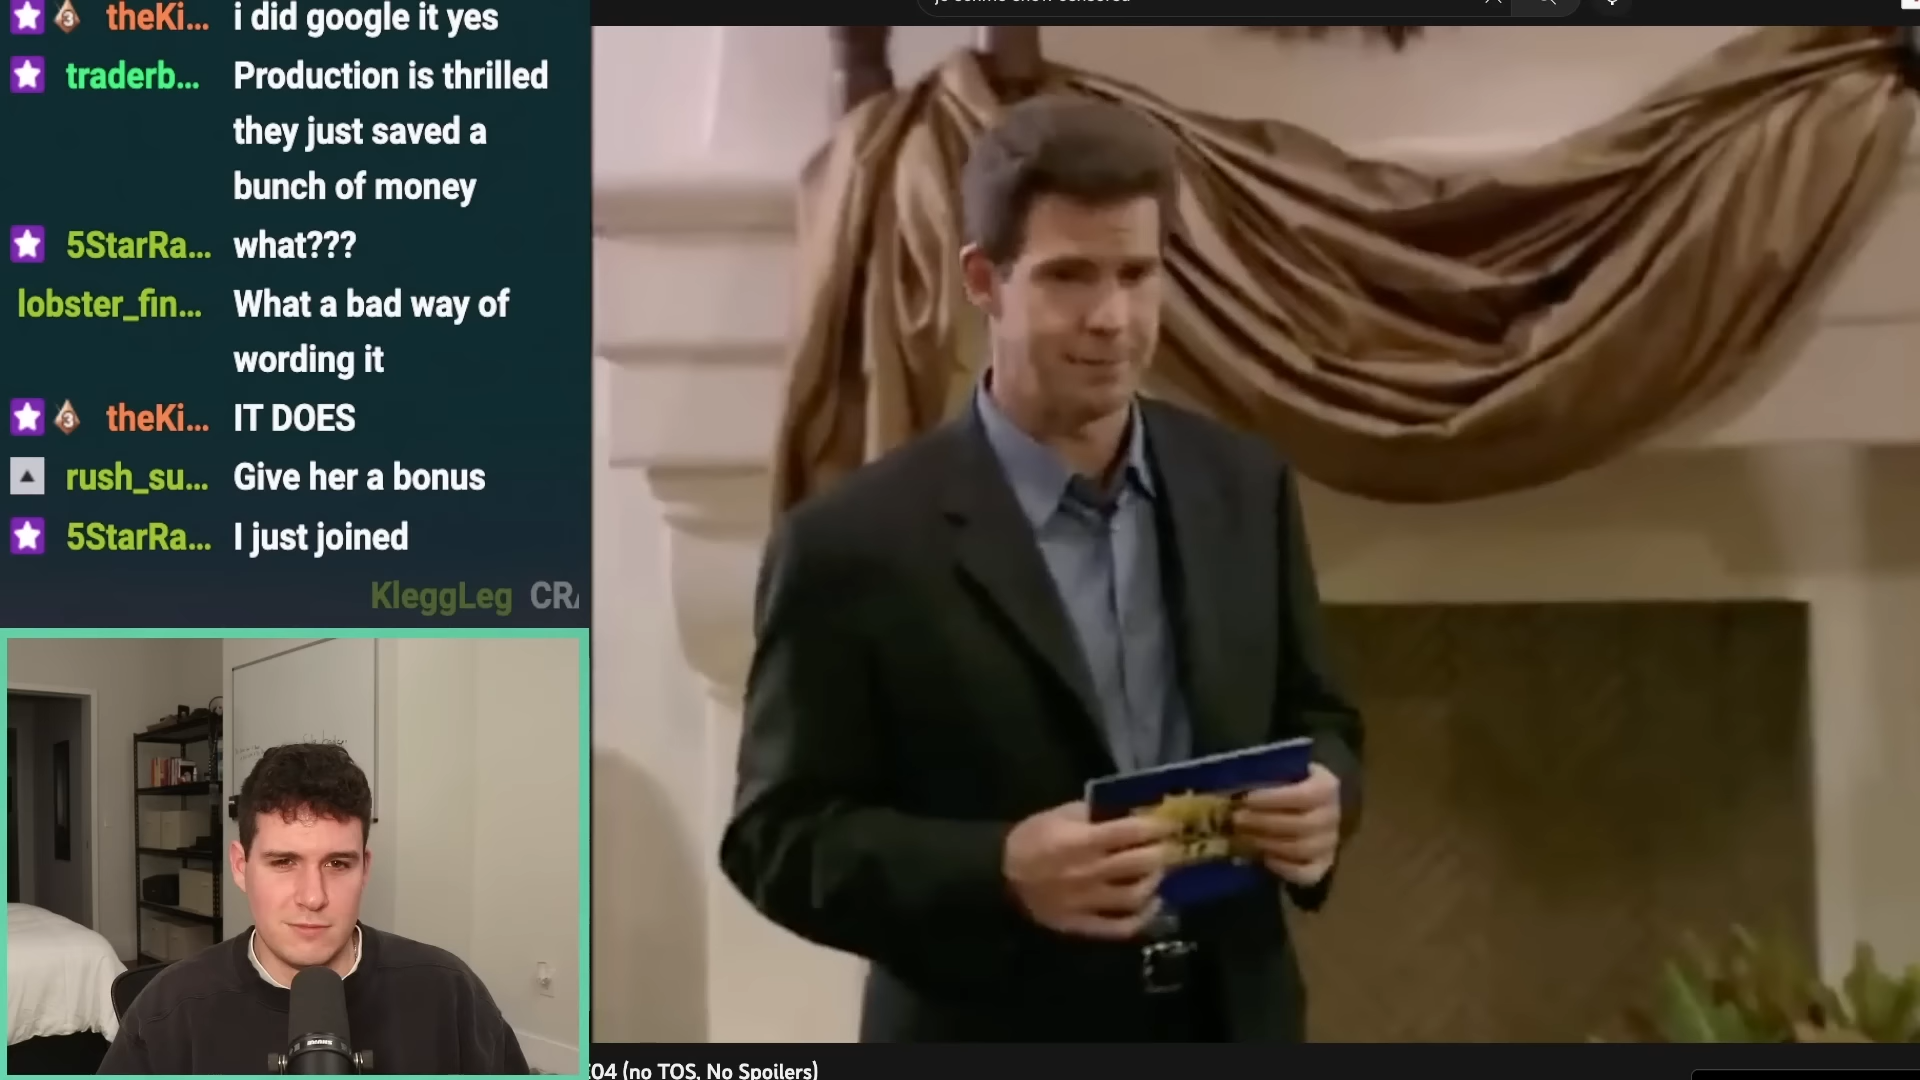 theKi... i did google it yes
traderb... Production is thrilled
they just saved a
bunch of money
5StarRa... what???
lobster_fin... What a bad way of
wording it
theKi... IT DOES
rush_su... Give her a bonus
5StarRa... I just joined
KleggLeg CRA
04 (no TOS, No Spoilers)